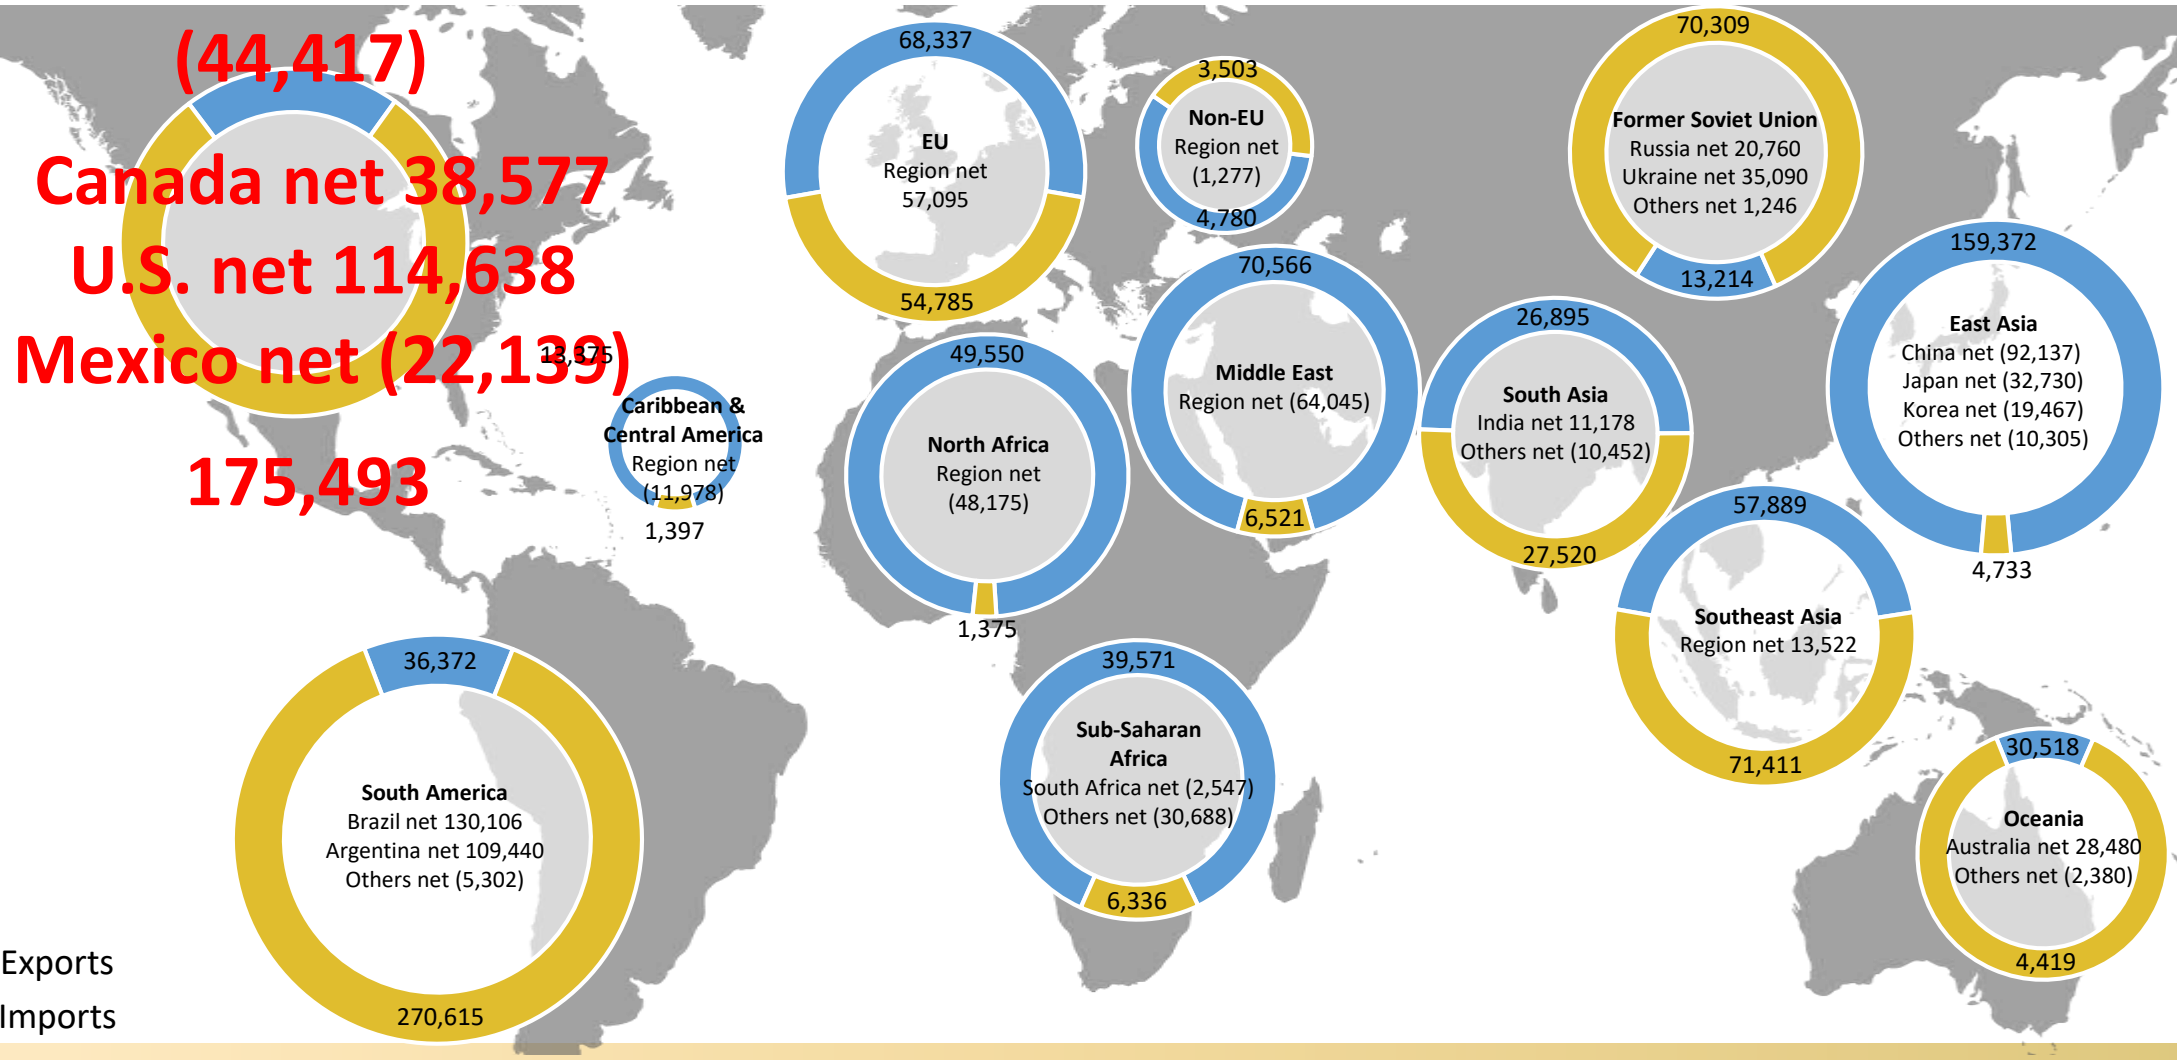 (44,417)
Canada net 38,577
U.S. net 114,638
Mexico net (22,139)
175,493
13,375
Caribbean &
Central America
Region net
(11,978)
1,397
68,337
EU
Region net
57,095
54,785
3,503
Non-EU
Region net
(1,277)
4,780
70,309
Former Soviet Union
Russia net 20,760
Ukraine net 35,090
Others net 1,246
13,214
159,372
East Asia
China net (92,137)
Japan net (32,730)
Korea net (19,467)
Others net (10,305)
4,733
49,550
North Africa
Region net
(48,175)
1,375
70,566
Middle East
Region net (64,045)
6,521
26,895
South Asia
India net 11,178
Others net (10,452)
27,520
57,889
Southeast Asia
Region net 13,522
71,411
36,372
South America
Brazil net 130,106
Argentina net 109,440
Others net (5,302)
270,615
39,571
Sub-Saharan
Africa
South Africa net (2,547)
Others net (30,688)
6,336
30,518
Oceania
Australia net 28,480
Others net (2,380)
4,419
Exports
Imports